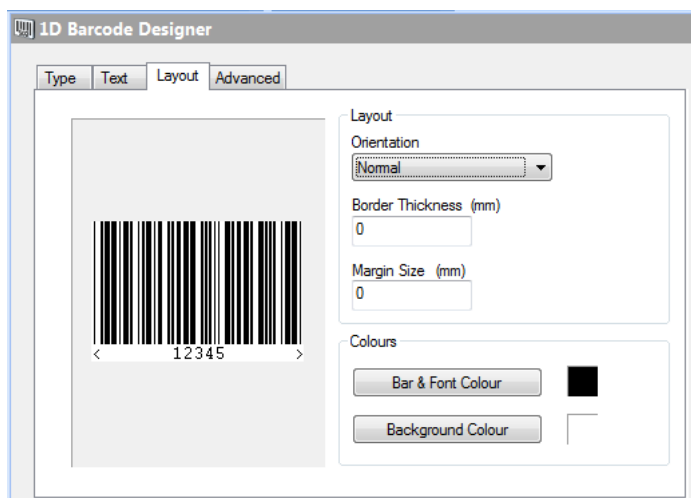 1D Barcode Designer
Type Text Layout Advanced
Layout
Orientation
Normal
Border Thickness (mm)
0
Margin Size (mm)
0
< 12345 >
Colours
Bar & Font Colour
Background Colour